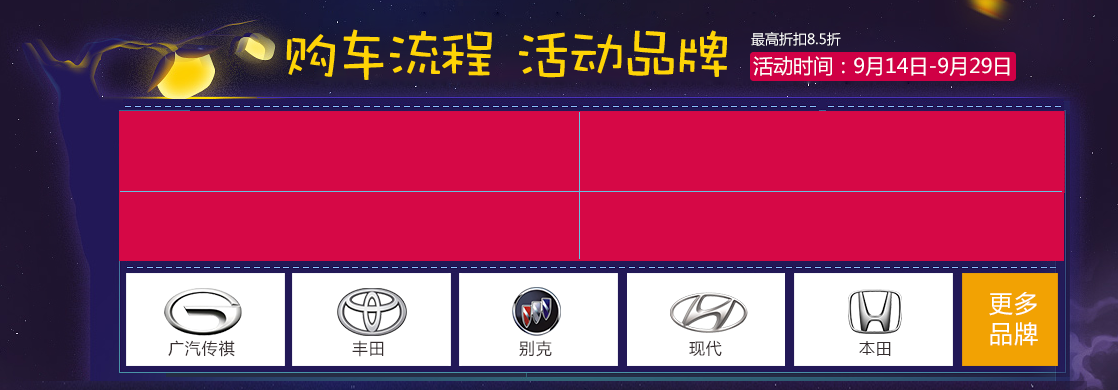 购车流程 活动品牌
最高折扣8.5折
活动时间：9月14日-9月29日
广汽传祺
丰田
别克
现代
本田
更多
品牌